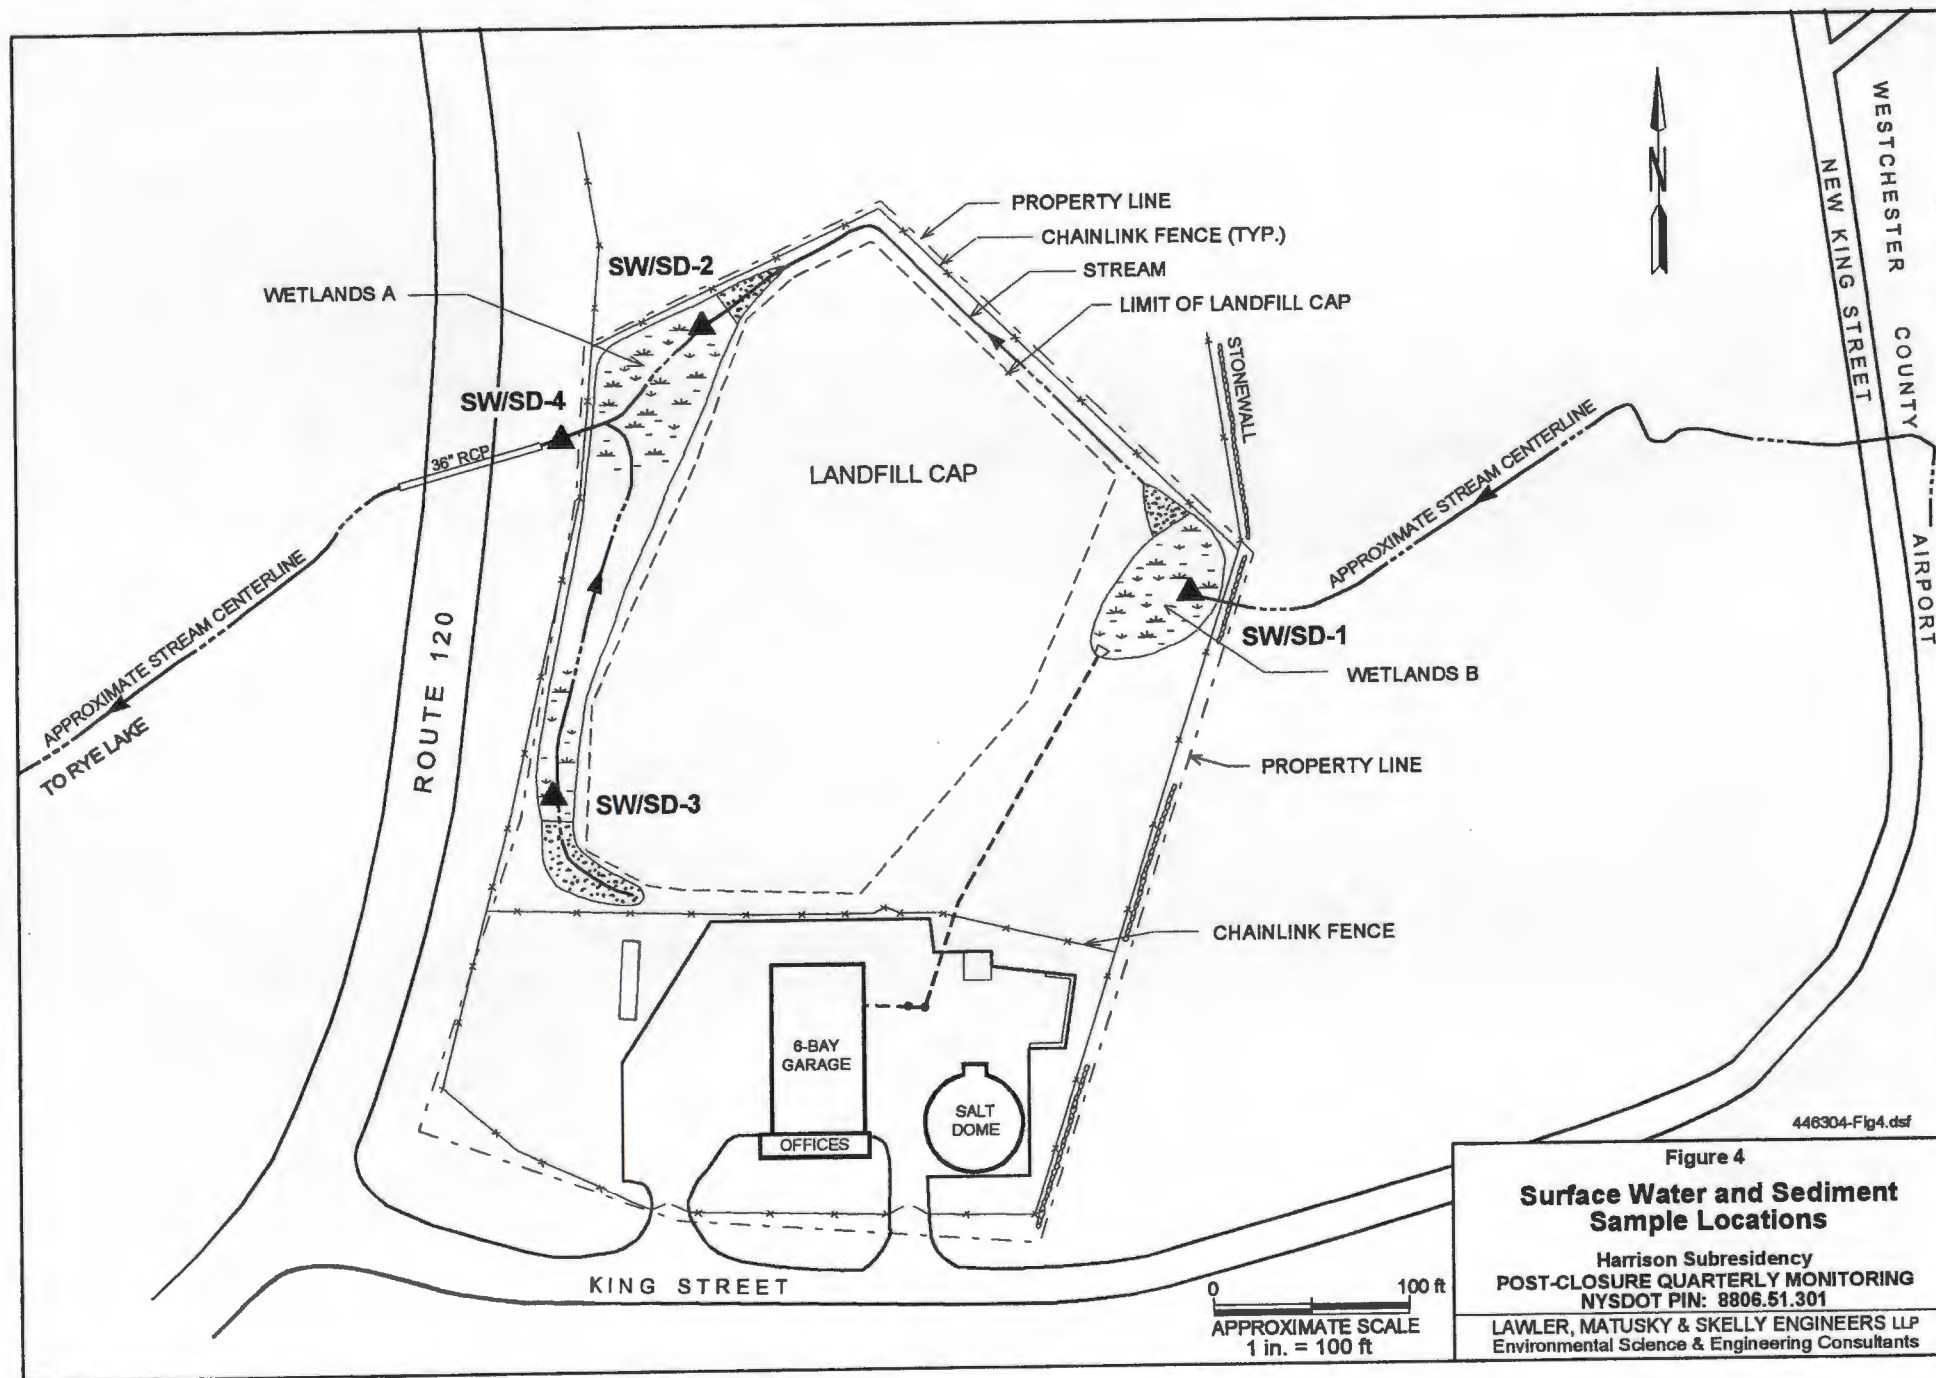 WESTCHESTER COUNTY AIRPORT
NEW KING STREET
N
PROPERTY LINE
CHAINLINK FENCE (TYP.)
STREAM
LIMIT OF LANDFILL CAP
SW/SD-2
WETLANDS A
STONEWALL
SW/SD-4
36" RCP
LANDFILL CAP
APPROXIMATE STREAM CENTERLINE
APPROXIMATE STREAM CENTERLINE
TO RYE LAKE
ROUTE 120
SW/SD-1
WETLANDS B
PROPERTY LINE
SW/SD-3
CHAINLINK FENCE
6-BAY
GARAGE
OFFICES
SALT
DOME
KING STREET
0 100 ft
APPROXIMATE SCALE
1 in. = 100 ft
446304-Fig4.dsf
Figure 4
Surface Water and Sediment
Sample Locations
Harrison Subresidency
POST-CLOSURE QUARTERLY MONITORING
NYSDOT PIN: 8806.51.301
LAWLER, MATUSKY & SKELLY ENGINEERS LLP
Environmental Science & Engineering Consultants